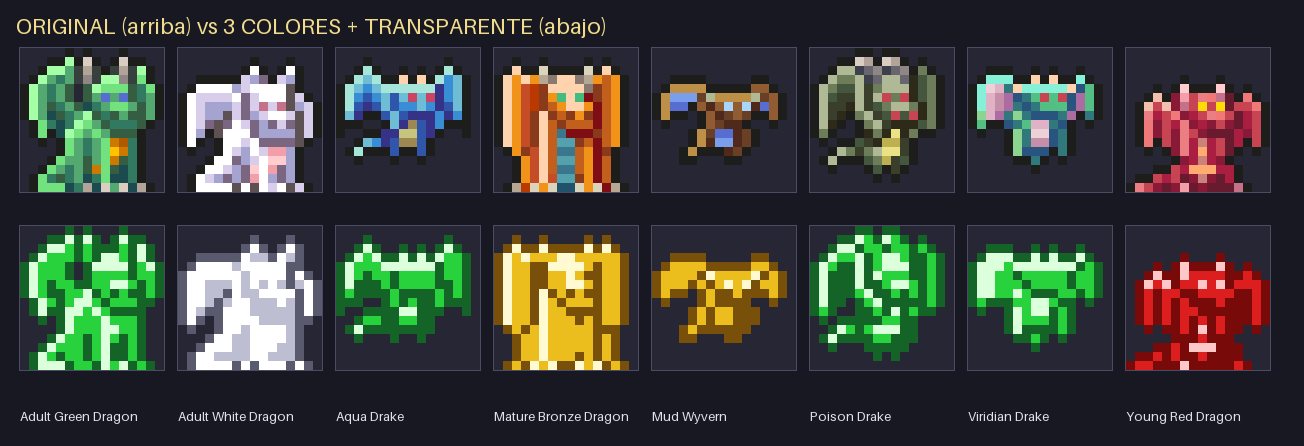 ORIGINAL (arriba) vs 3 COLORES + TRANSPARENTE (abajo)
Adult Green Dragon
Adult White Dragon
Aqua Drake
Mature Bronze Dragon
Mud Wyvern
Poison Drake
Viridian Drake
Young Red Dragon